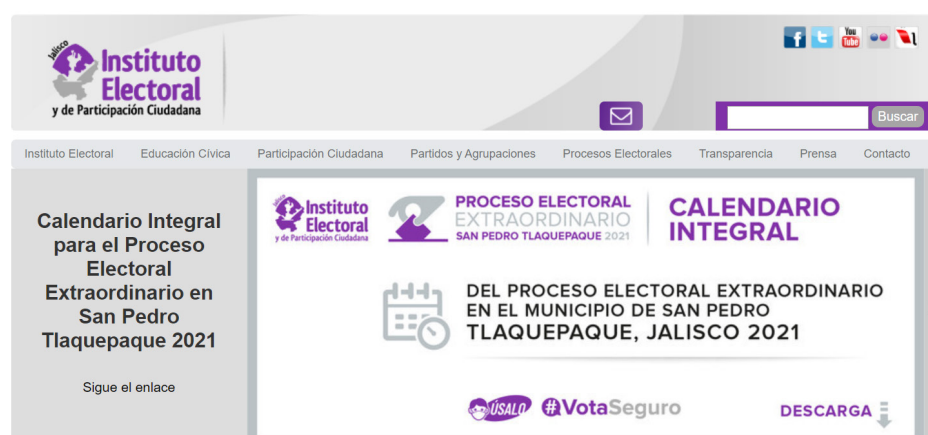 Jalisco
Instituto
Electoral
y de Participación Ciudadana
You
Tube
Buscar
Instituto Electoral Educación Cívica Participación Ciudadana Partidos y Agrupaciones Procesos Electorales Transparencia Prensa Contacto
Calendario Integral
para el Proceso
Electoral
Extraordinario en
San Pedro
Tlaquepaque 2021
Sigue el enlace
Instituto
Electoral
y de Participación Ciudadana
PROCESO ELECTORAL
EXTRAORDINARIO
SAN PEDRO TLAQUEPAQUE 2021
CALENDARIO
INTEGRAL
DEL PROCESO ELECTORAL EXTRAORDINARIO
EN EL MUNICIPIO DE SAN PEDRO
TLAQUEPAQUE, JALISCO 2021
ÚSALO #VotaSeguro
DESCARGA